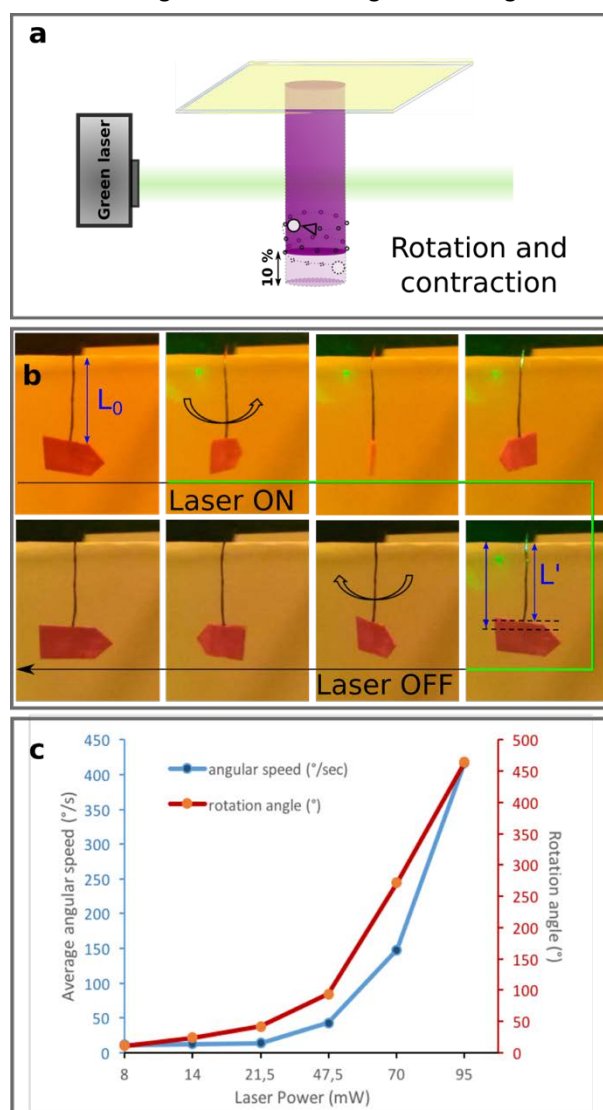 a
Green laser
10 %
Rotation and
contraction
b
L₀
Laser ON
L'
Laser OFF
c
450
400
350
300
250
200
150
100
50
0
Average angular speed (°/s)
angular speed (°/sec)
rotation angle (°)
500
450
400
350
300
250
200
150
100
50
0
Rotation angle (°)
8 14 21,5 47,5 70 95
Laser Power (mW)